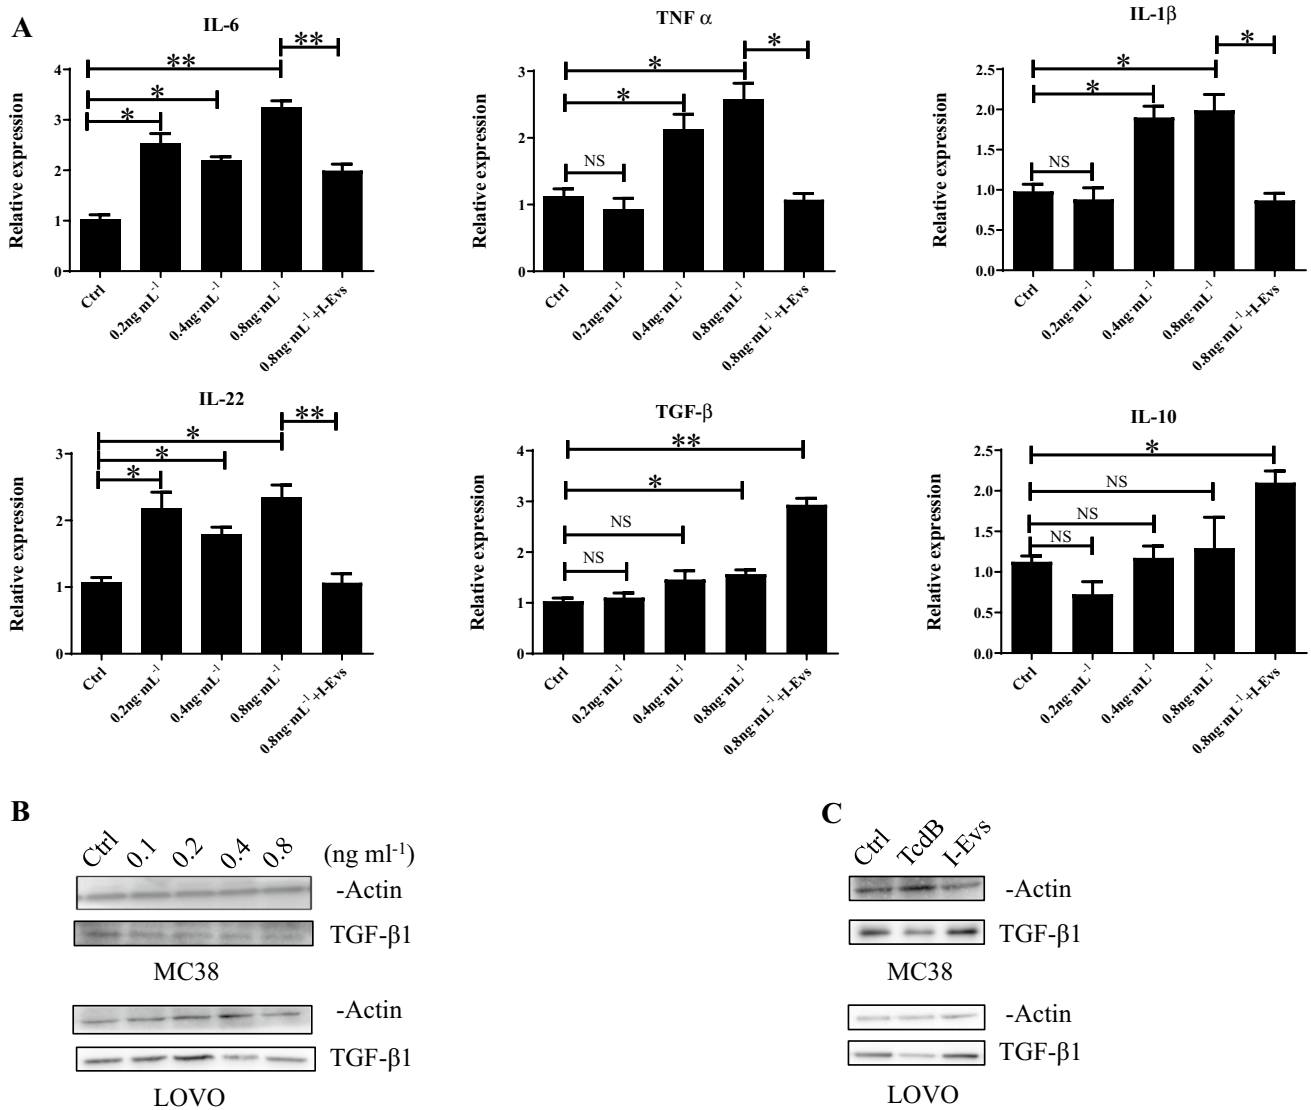 A
IL-6
Relative expression
4
3
2
1
0
**
**
*
*
Ctrl
0.2ng·mL⁻¹
0.4ng·mL⁻¹
0.8ng·mL⁻¹
0.8ng·mL⁻¹+I-Evs
TNF α
Relative expression
3
2
1
0
*
*
*
NS
Ctrl
0.2ng·mL⁻¹
0.4ng·mL⁻¹
0.8ng·mL⁻¹
0.8ng·mL⁻¹+I-Evs
IL-1β
Relative expression
2.5
2.0
1.5
1.0
0.5
0.0
*
*
*
NS
Ctrl
0.2ng·mL⁻¹
0.4ng·mL⁻¹
0.8ng·mL⁻¹
0.8ng·mL⁻¹+I-Evs
IL-22
Relative expression
3
2
1
0
**
*
*
*
Ctrl
0.2ng·mL⁻¹
0.4ng·mL⁻¹
0.8ng·mL⁻¹
0.8ng·mL⁻¹+I-Evs
TGF-β
Relative expression
4
3
2
1
0
**
*
NS
NS
Ctrl
0.2ng·mL⁻¹
0.4ng·mL⁻¹
0.8ng·mL⁻¹
0.8ng·mL⁻¹+I-Evs
IL-10
Relative expression
2.5
2.0
1.5
1.0
0.5
0.0
*
NS
NS
NS
Ctrl
0.2ng·mL⁻¹
0.4ng·mL⁻¹
0.8ng·mL⁻¹
0.8ng·mL⁻¹+I-Evs
B
Ctrl 0.1 0.2 0.4 0.8 (ng ml⁻¹)
-Actin
TGF-β1
MC38
-Actin
TGF-β1
LOVO
C
Ctrl TcdB I-Evs
-Actin
TGF-β1
MC38
-Actin
TGF-β1
LOVO